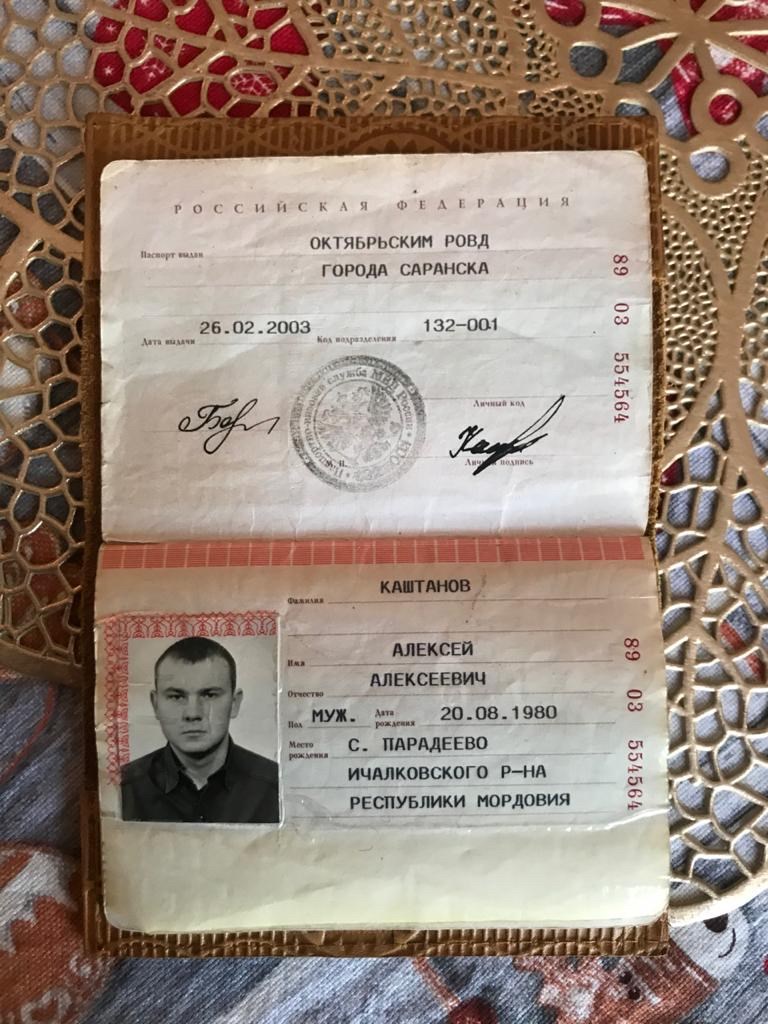 РОССИЙСКАЯ ФЕДЕРАЦИЯ
Паспорт выдан ОКТЯБРЬСКИМ РОВД
ГОРОДА САРАНСКА
Дата выдачи 26.02.2003 Код подразделения 132-001
Личный код
М. П.
Личная подпись
89 03 554564
Фамилия КАШТАНОВ
Имя АЛЕКСЕЙ
Отчество АЛЕКСЕЕВИЧ
Пол МУЖ. Дата рождения 20.08.1980
Место рождения С. ПАРАДЕЕВО
ИЧАЛКОВСКОГО Р-НА
РЕСПУБЛИКИ МОРДОВИЯ
89 03 554564